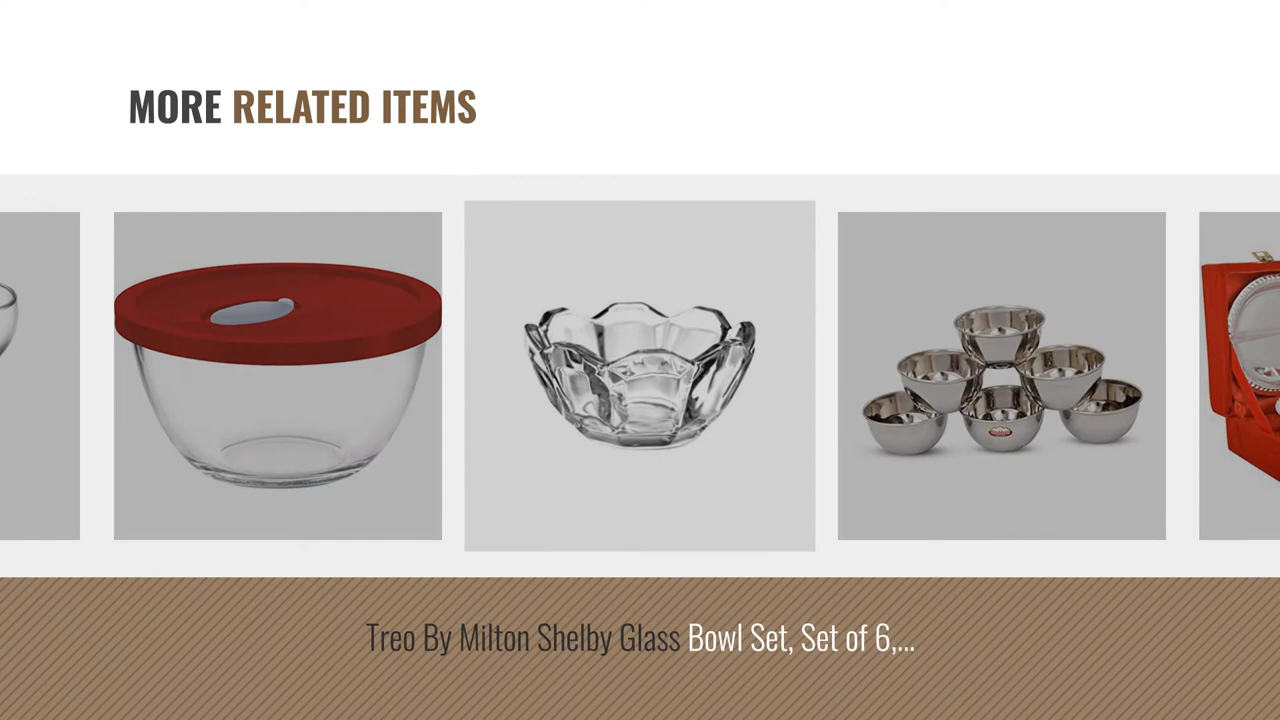 MORE RELATED ITEMS
Treo By Milton Shelby Glass Bowl Set, Set of 6,...